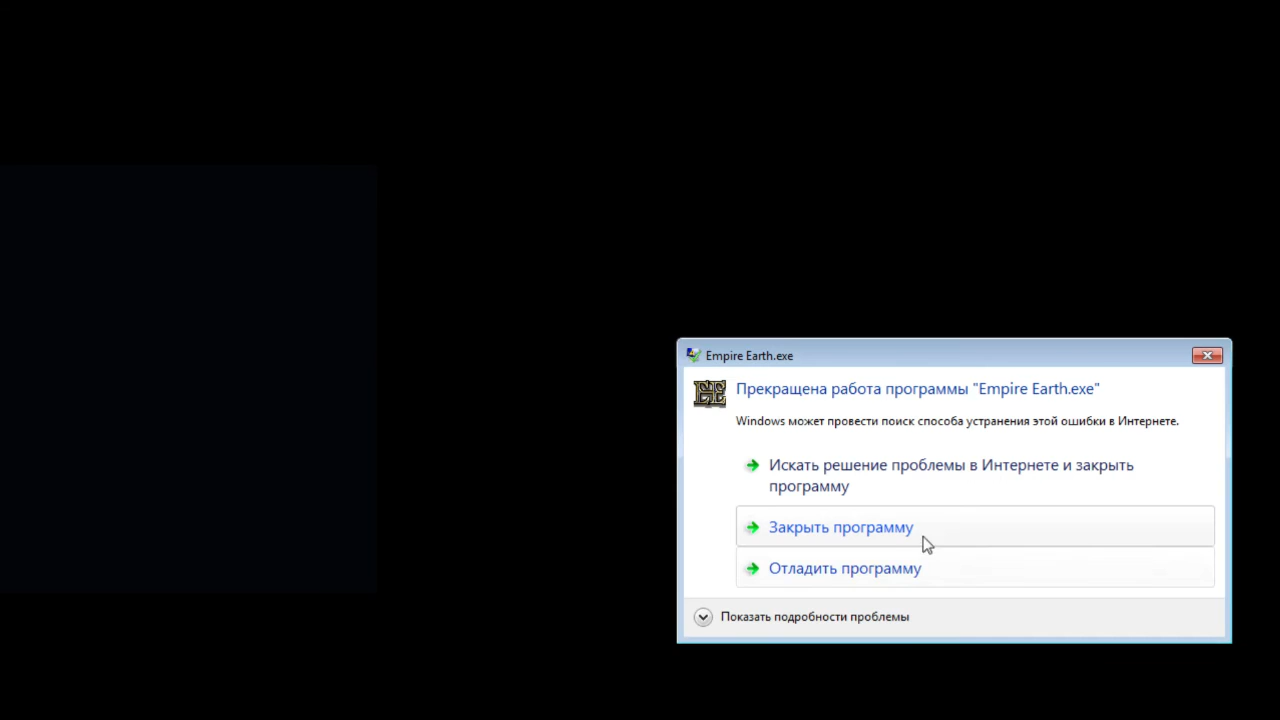 Empire Earth.exe
Прекращена работа программы "Empire Earth.exe"
Windows может провести поиск способа устранения этой ошибки в Интернете.
Искать решение проблемы в Интернете и закрыть
программу
Закрыть программу
Отладить программу
Показать подробности проблемы